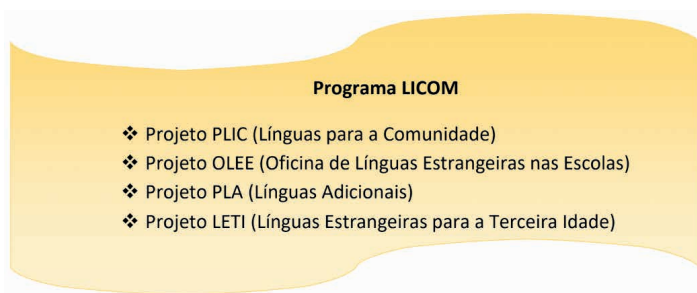 Programa LICOM
❖ Projeto PLIC (Línguas para a Comunidade)
❖ Projeto OLEE (Oficina de Línguas Estrangeiras nas Escolas)
❖ Projeto PLA (Línguas Adicionais)
❖ Projeto LETI (Línguas Estrangeiras para a Terceira Idade)